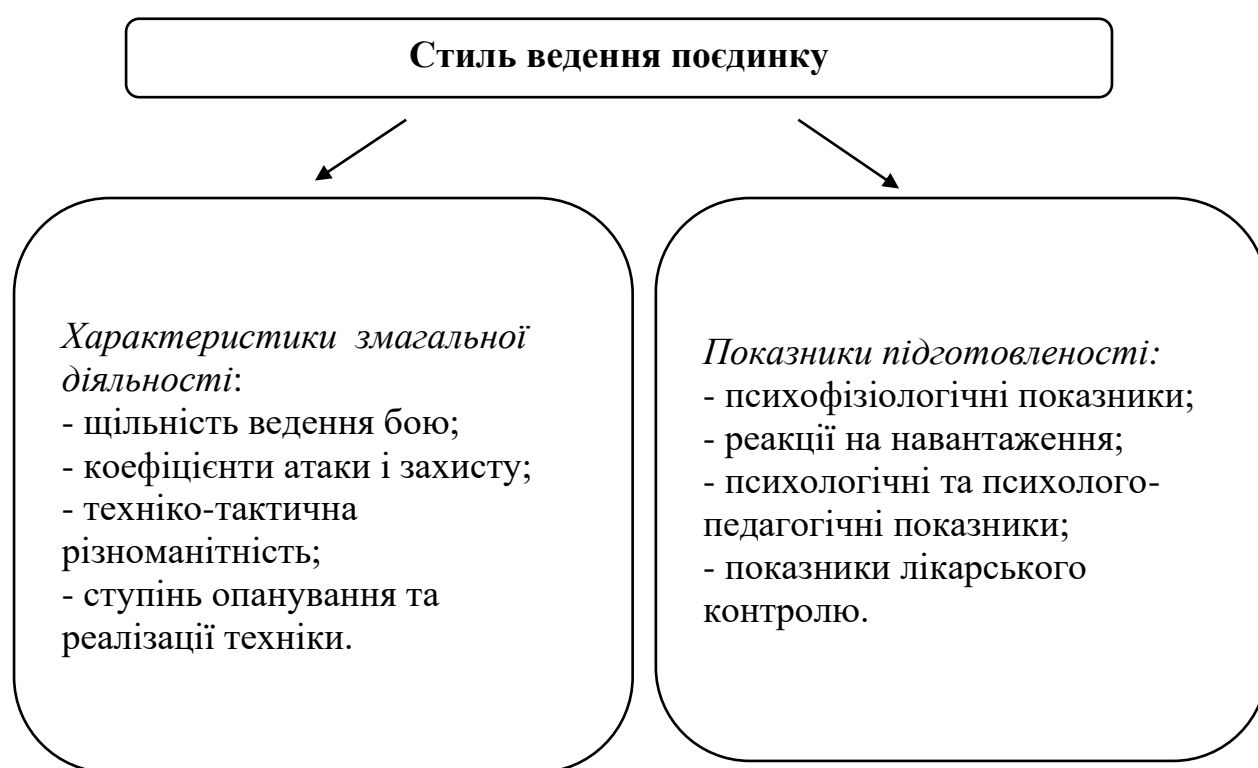 Стиль ведення поєдинку
Характеристики змагальної
діяльності:
- щільність ведення бою;
- коефіцієнти атаки і захисту;
- техніко-тактична
різноманітність;
- ступінь опанування та
реалізації техніки.
Показники підготовленості:
- психофізіологічні показники;
- реакції на навантаження;
- психологічні та психолого-
педагогічні показники;
- показники лікарського
контролю.